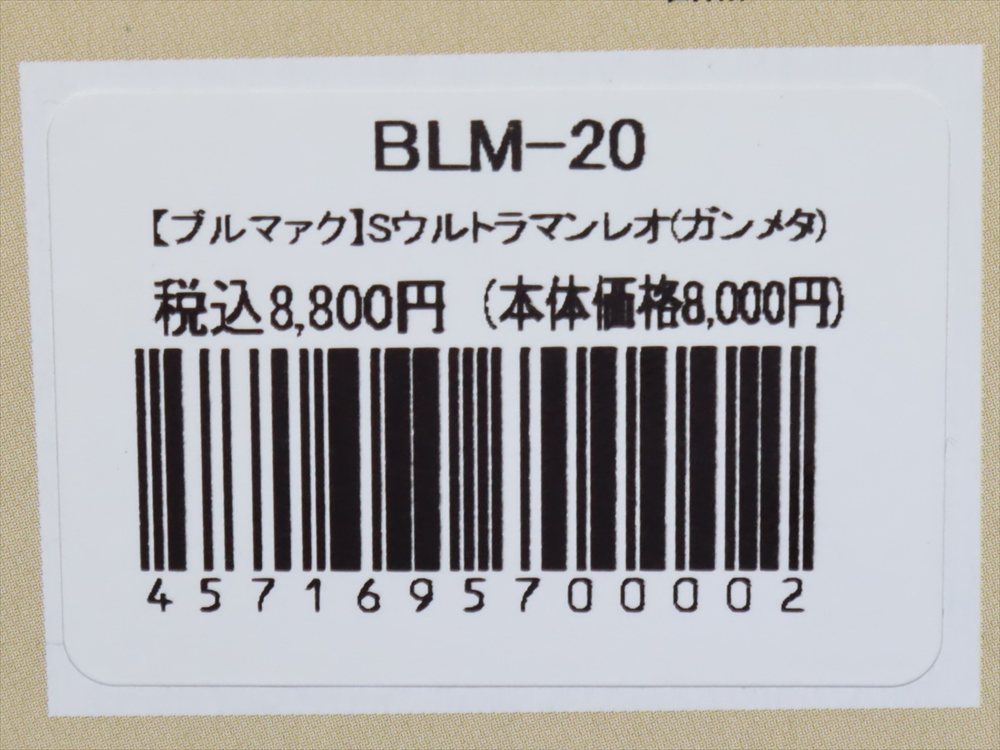 BLM-20
【ブルマァク】Sウルトラマンレオ(ガンメタ)
税込8,800円 (本体価格8,000円)
4571695700002